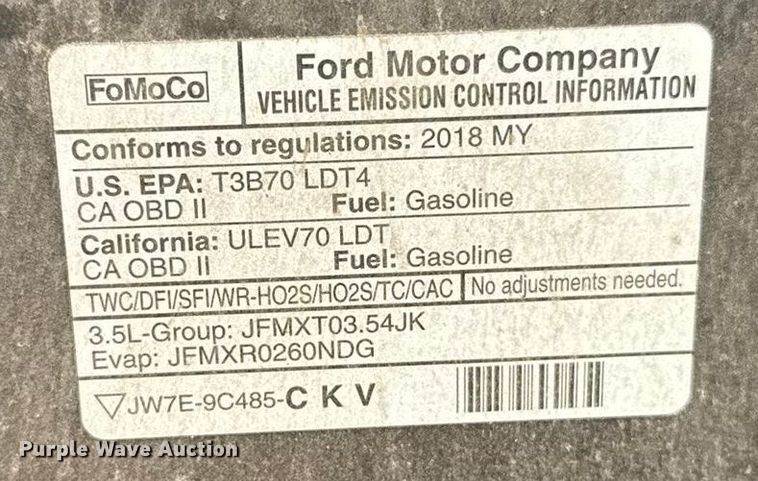 FoMoCo
Ford Motor Company
VEHICLE EMISSION CONTROL INFORMATION
Conforms to regulations: 2018 MY
U.S. EPA: T3B70 LDT4
CA OBD II Fuel: Gasoline
California: ULEV70 LDT
CA OBD II Fuel: Gasoline
TWC/DFI/SFI/WR-HO2S/HO2S/TC/CAC No adjustments needed.
3.5L-Group: JFMXT03.54JK
Evap: JFMXR0260NDG
▽JW7E-9C485-C K V
Purple Wave Auction